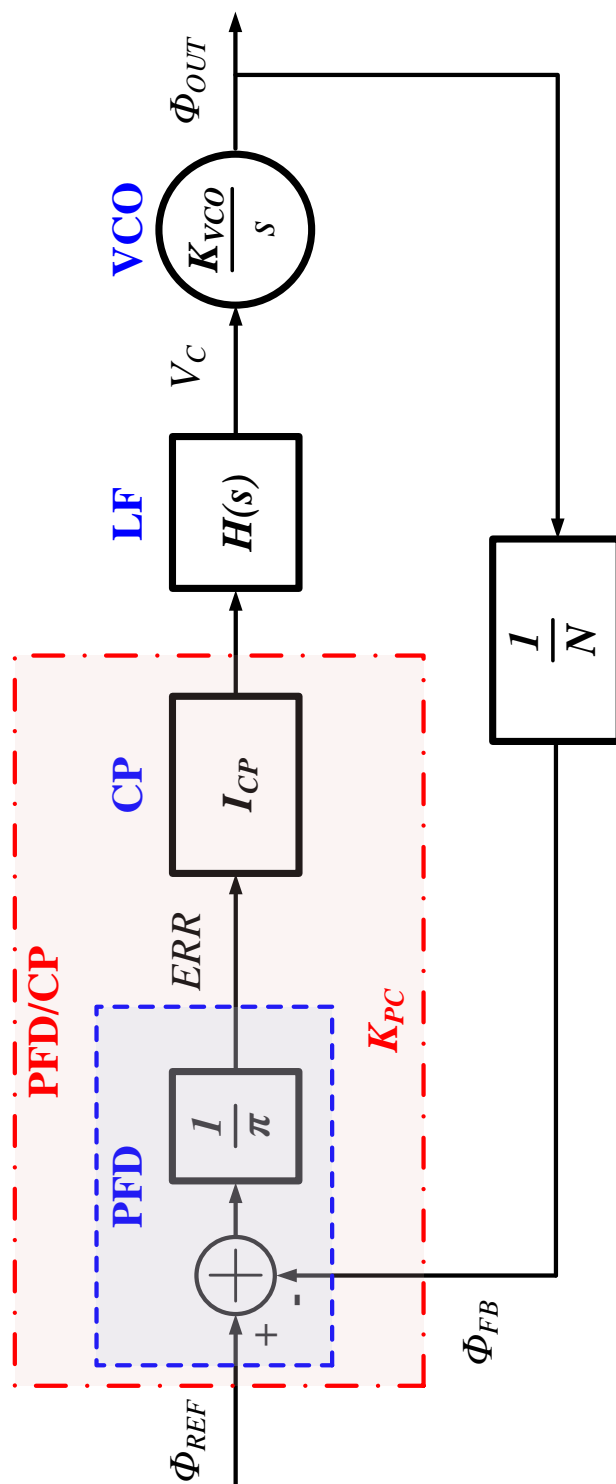 PFD/CP
PFD
CP
LF
VCO
Φ_REF
+
-
1
π
ERR
I_CP
H(s)
V_C
K_VCO
s
Φ_OUT
K_PC
Φ_FB
1
N